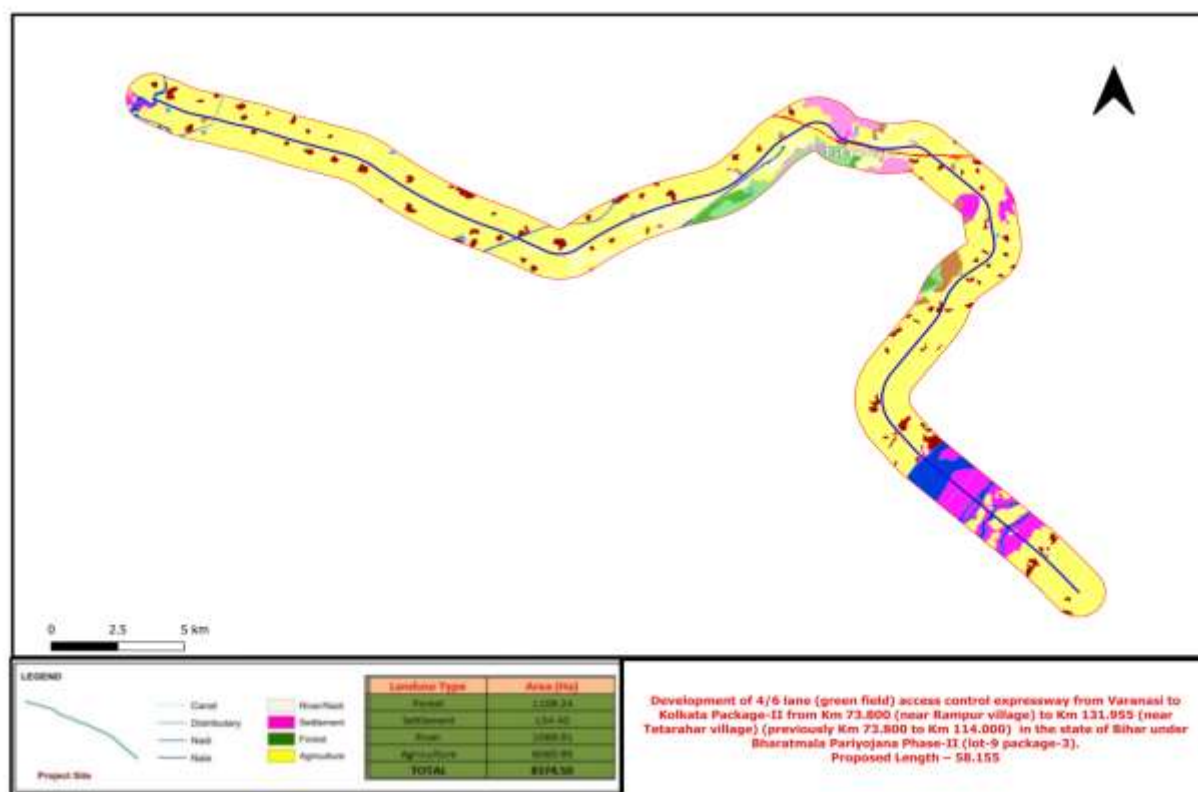 0 2.5 5 km
LEGEND
Canal
Distributary
Nadi
Nala
Project Site
River/Nadi
Settlement
Forest
Agriculture
Landuse Type Area (Ha)
Forest
Settlement
River
Agriculture
TOTAL
Development of 4/6 lane (green field) access control expressway from Varanasi to
Kolkata Package-II from Km 73.800 (near Rampur village) to Km 131.955 (near
Tetarahar village) (previously Km 73.800 to Km 114.000) in the state of Bihar under
Bharatmala Pariyojana Phase-II (lot-9 package-3).
Proposed Length – 58.155